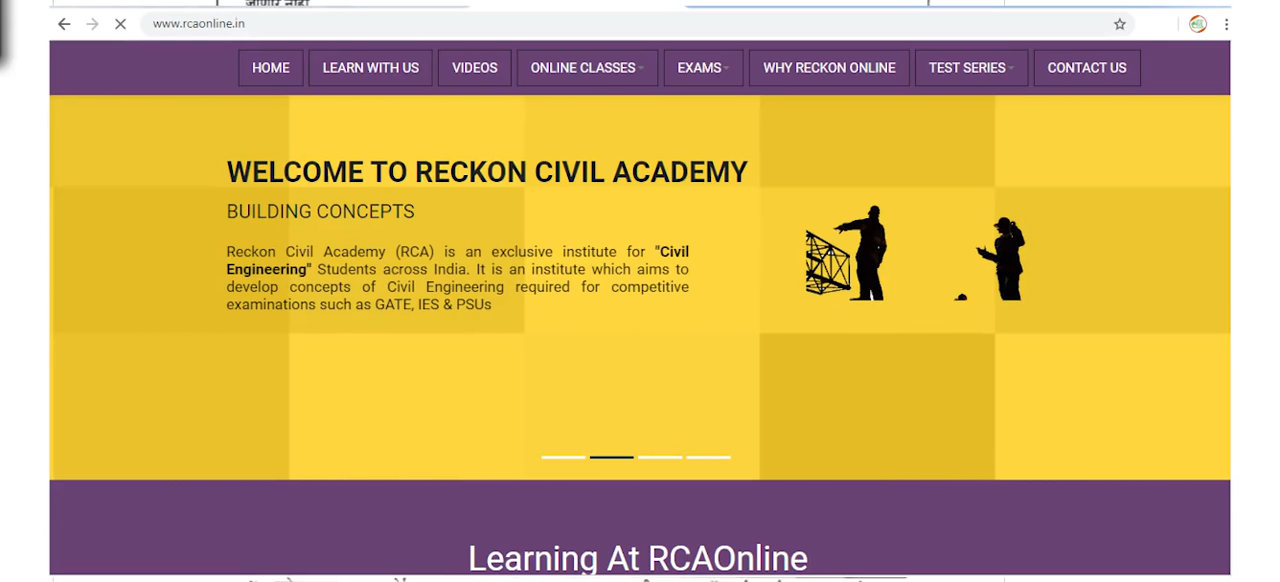 जाणार नाही
www.rcaonline.in
HOME LEARN WITH US VIDEOS ONLINE CLASSES EXAMS WHY RECKON ONLINE TEST SERIES CONTACT US
WELCOME TO RECKON CIVIL ACADEMY
BUILDING CONCEPTS
Reckon Civil Academy (RCA) is an exclusive institute for "Civil
Engineering" Students across India. It is an institute which aims to
develop concepts of Civil Engineering required for competitive
examinations such as GATE, IES & PSUs
Learning At RCAOnline